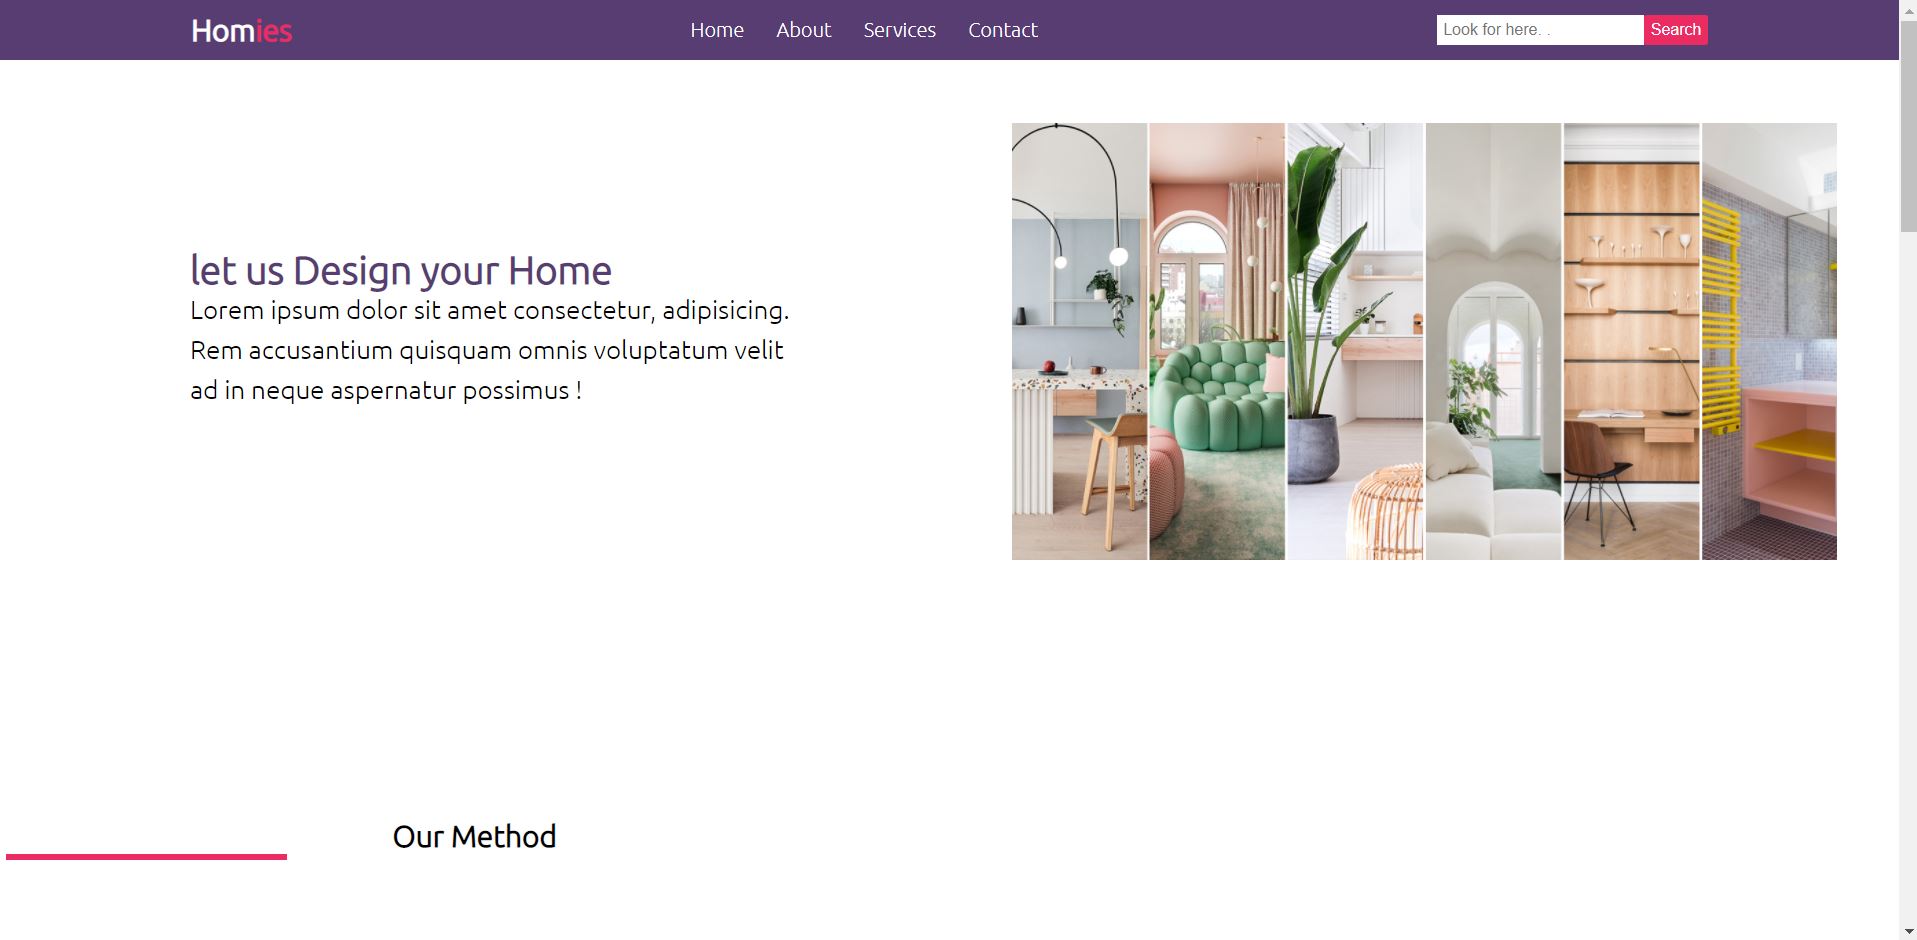 Homies
Home About Services Contact
Look for here. . Search
let us Design your Home
Lorem ipsum dolor sit amet consectetur, adipisicing.
Rem accusantium quisquam omnis voluptatum velit
ad in neque aspernatur possimus !
Our Method